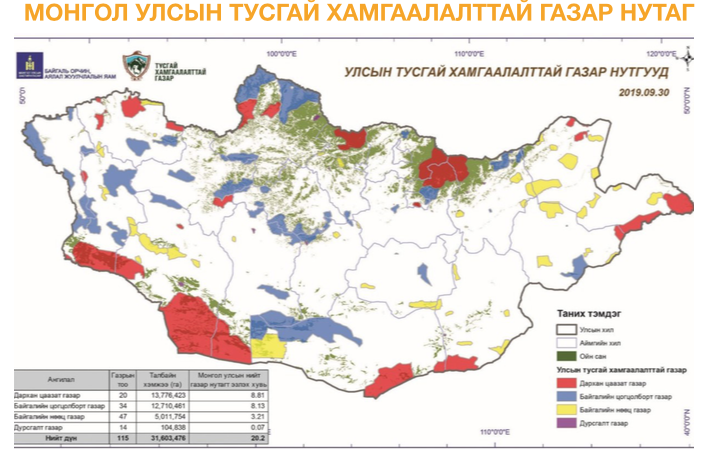 МОНГОЛ УЛСЫН ТУСГАЙ ХАМГААЛАЛТТАЙ ГАЗАР НУТАГ
100°0'0"E
110°0'0"E
120°0'0"E
БАЙГАЛЬ ОРЧИН,
АЯЛАЛ ЖУУЛЧЛАЛЫН ЯАМ
ТУСГАЙ
ХАМГААЛАЛТТАЙ
ГАЗАР
УЛСЫН ТУСГАЙ ХАМГААЛАЛТТАЙ ГАЗАР НУТГУУД
2019.09.30
50°0'0"N
Таних тэмдэг
Улсын хил
Аймгийн хил
Ойн сан
Улсын тусгай хамгаалалттай газар
Дархан цаазат газар
Байгалийн цогцолборт газар
Байгалийн нөөц газар
Дурсгалт газар
40°0'0"N
110°0'0"E
Ангилал Газрын тоо Талбайн хэмжээ (га) Монгол улсын нийт газар нутагт эзлэх хувь
Дархан цаазат газар 20 13,776,423 8.81
Байгалийн цогцолборт газар 34 12,710,461 8.13
Байгалийн нөөц газар 47 5,011,754 3.21
Дурсгалт газар 14 104,838 0.07
Нийт дүн 115 31,603,476 20.2